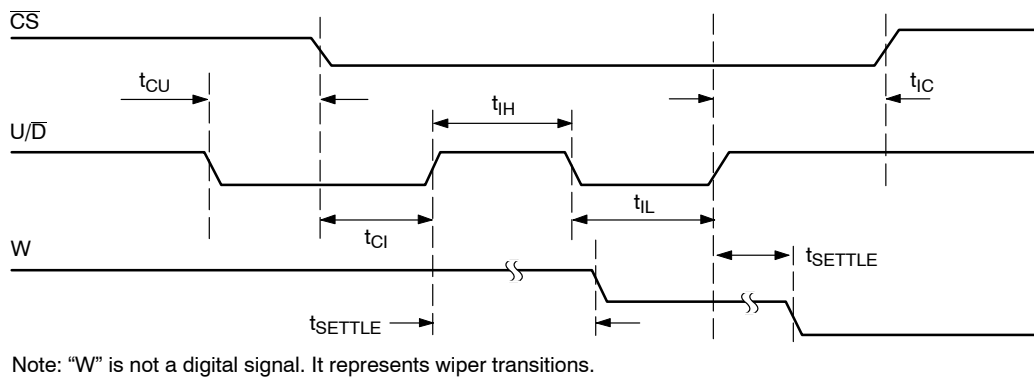 CS
tCU
tIC
tIH
U/D
tIL
tCI
W
tSETTLE
tSETTLE
Note: “W” is not a digital signal. It represents wiper transitions.